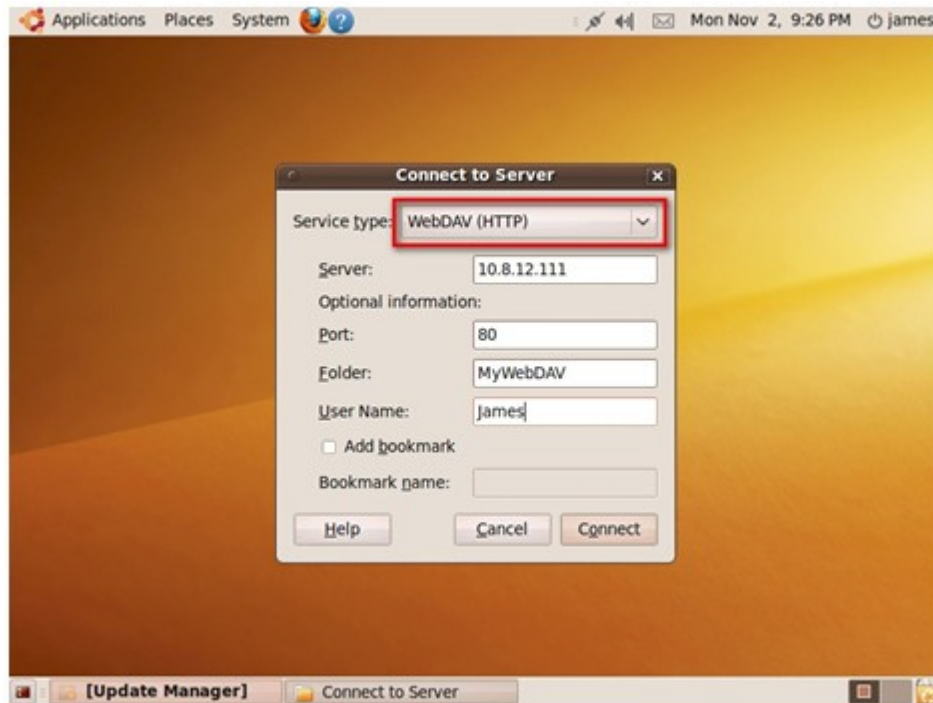 Applications Places System ? Mon Nov 2, 9:26 PM james
Connect to Server
Service type: WebDAV (HTTP)
Server: 10.8.12.111
Optional information:
Port: 80
Folder: MyWebDAV
User Name: James
Add bookmark
Bookmark name:
Help Cancel Connect
[Update Manager] Connect to Server